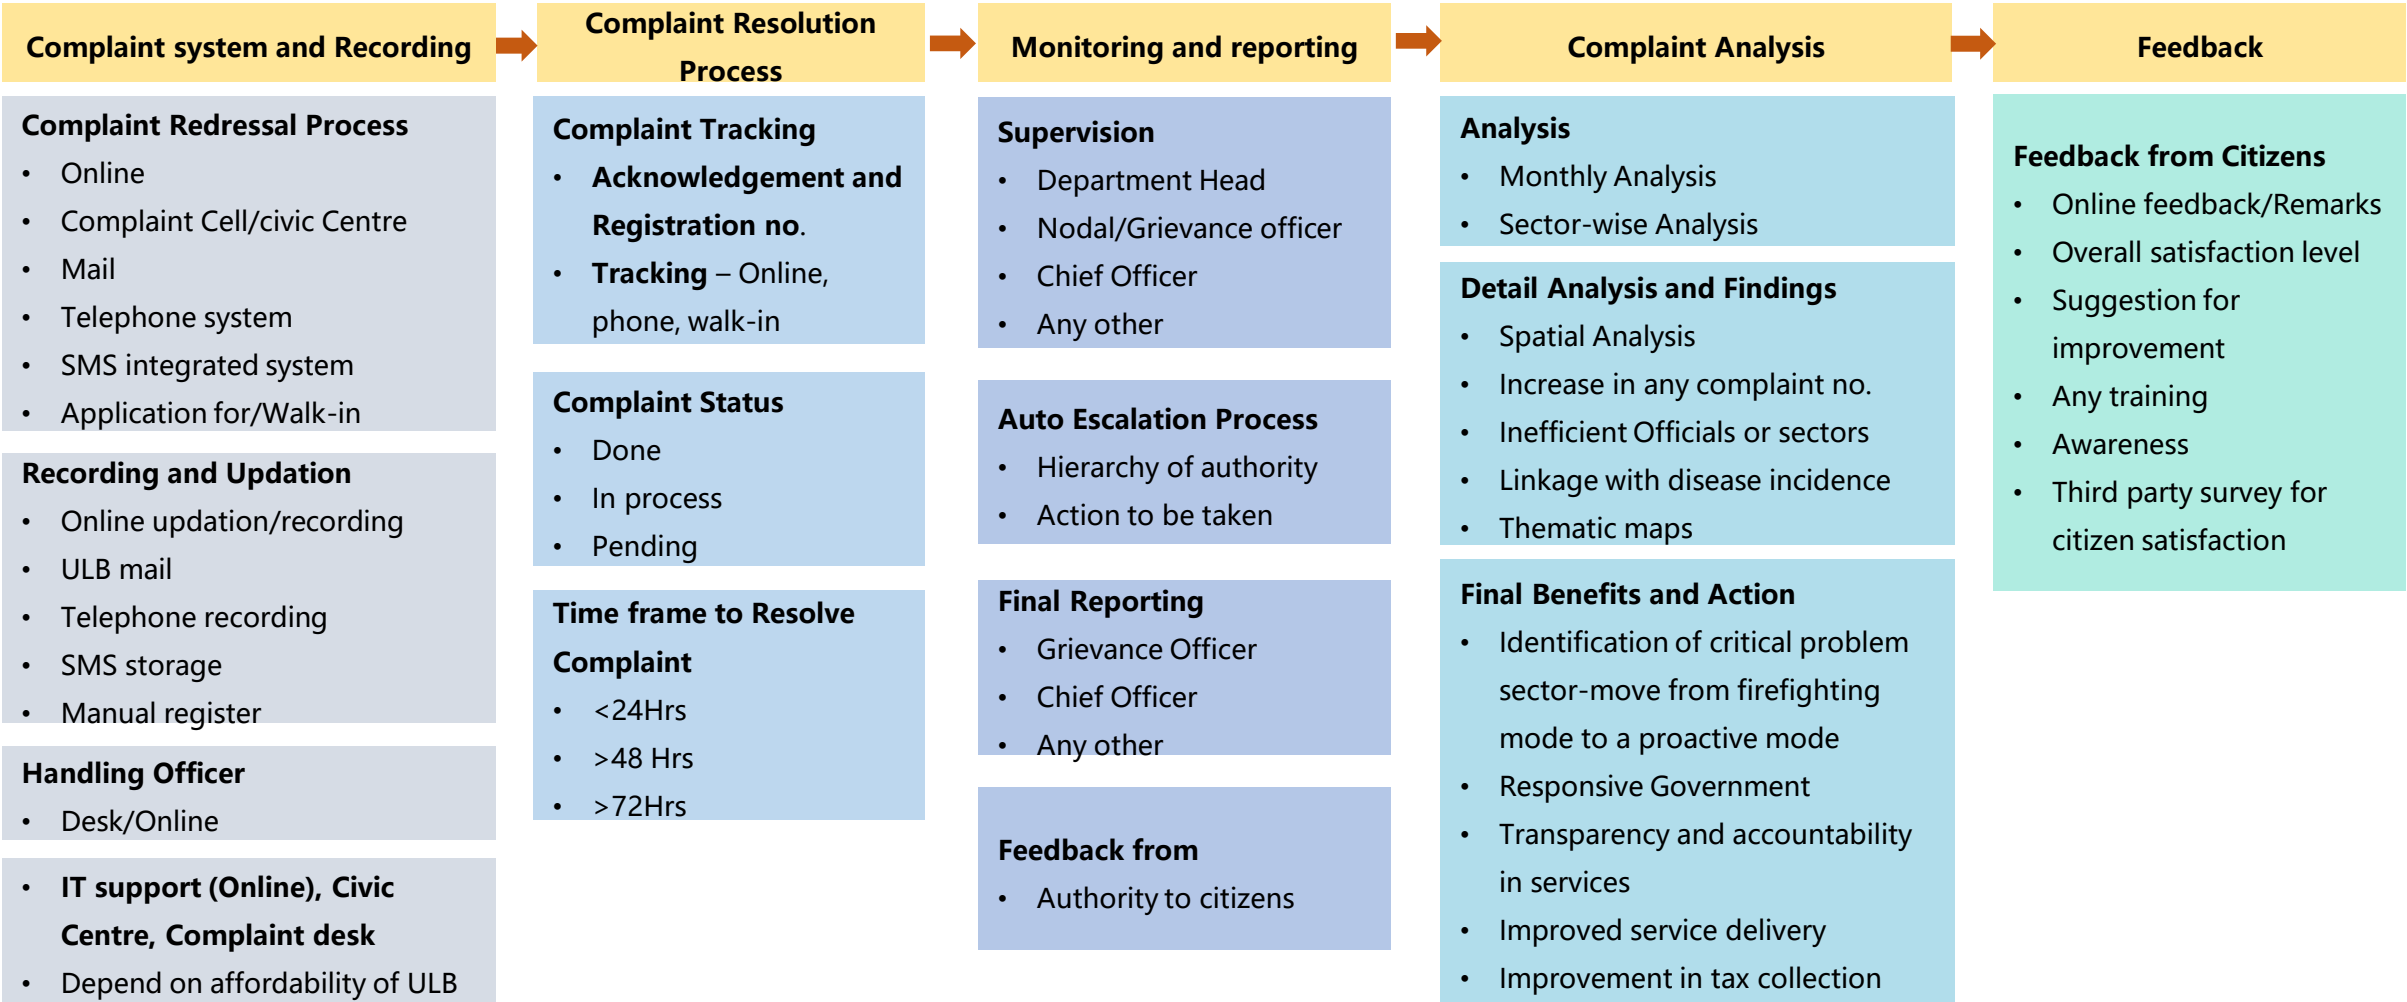 Complaint system and Recording
Complaint Resolution
Process
Monitoring and reporting
Complaint Analysis
Feedback
Complaint Redressal Process
• Online
• Complaint Cell/civic Centre
• Mail
• Telephone system
• SMS integrated system
• Application for/Walk-in
Recording and Updation
• Online updation/recording
• ULB mail
• Telephone recording
• SMS storage
• Manual register
Handling Officer
• Desk/Online
• IT support (Online), Civic
Centre, Complaint desk
• Depend on affordability of ULB
Complaint Tracking
• Acknowledgement and
Registration no.
• Tracking – Online,
phone, walk-in
Complaint Status
• Done
• In process
• Pending
Time frame to Resolve
Complaint
• <24Hrs
• >48 Hrs
• >72Hrs
Supervision
• Department Head
• Nodal/Grievance officer
• Chief Officer
• Any other
Auto Escalation Process
• Hierarchy of authority
• Action to be taken
Final Reporting
• Grievance Officer
• Chief Officer
• Any other
Feedback from
• Authority to citizens
Analysis
• Monthly Analysis
• Sector-wise Analysis
Detail Analysis and Findings
• Spatial Analysis
• Increase in any complaint no.
• Inefficient Officials or sectors
• Linkage with disease incidence
• Thematic maps
Final Benefits and Action
• Identification of critical problem
sector-move from firefighting
mode to a proactive mode
• Responsive Government
• Transparency and accountability
in services
• Improved service delivery
• Improvement in tax collection
Feedback from Citizens
• Online feedback/Remarks
• Overall satisfaction level
• Suggestion for
improvement
• Any training
• Awareness
• Third party survey for
citizen satisfaction